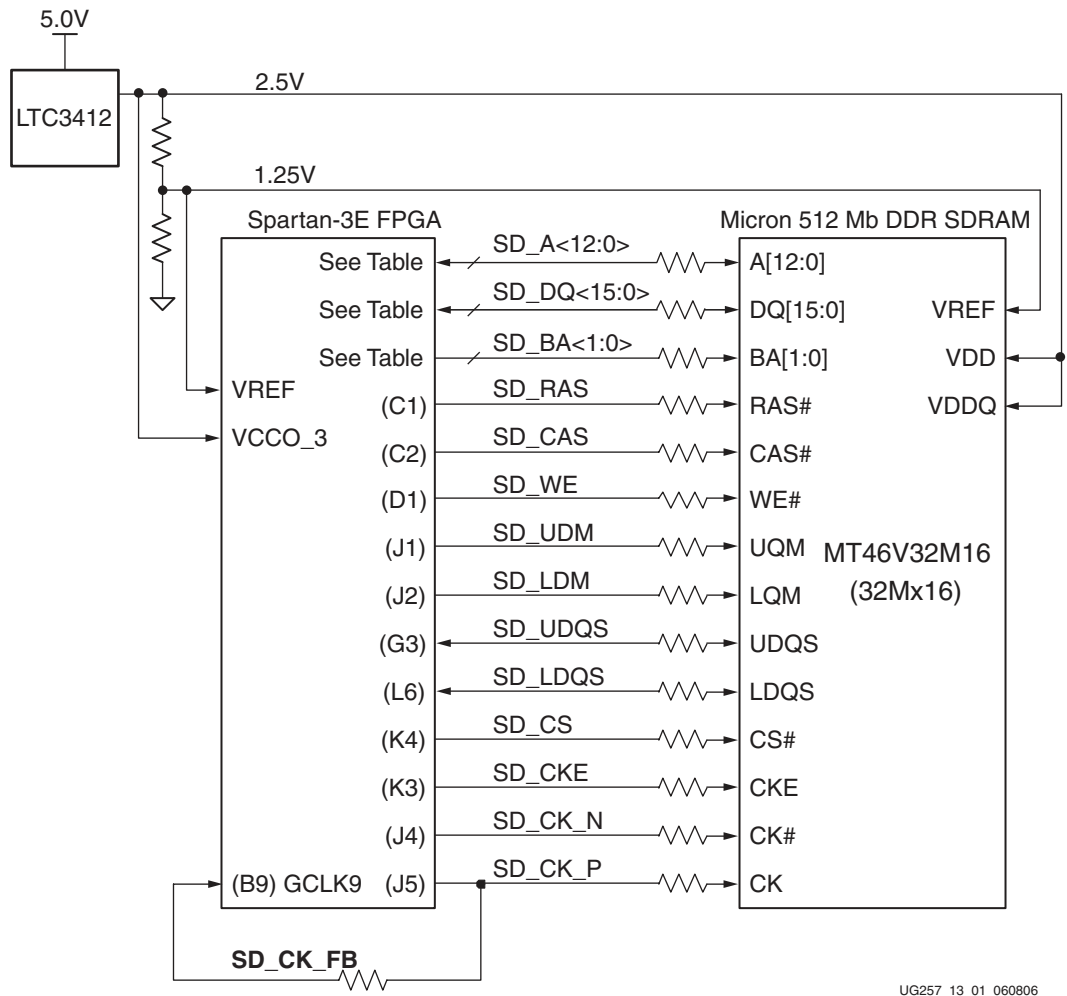 5.0V
LTC3412
2.5V
1.25V
Spartan-3E FPGA
Micron 512 Mb DDR SDRAM
See Table
SD_A<12:0>
A[12:0]
See Table
SD_DQ<15:0>
DQ[15:0]
VREF
See Table
SD_BA<1:0>
BA[1:0]
VDD
VREF
(C1)
SD_RAS
RAS#
VDDQ
VCCO_3
(C2)
SD_CAS
CAS#
(D1)
SD_WE
WE#
(J1)
SD_UDM
UQM
MT46V32M16
(32Mx16)
(J2)
SD_LDM
LQM
(G3)
SD_UDQS
UDQS
(L6)
SD_LDQS
LDQS
(K4)
SD_CS
CS#
(K3)
SD_CKE
CKE
(J4)
SD_CK_N
CK#
(B9) GCLK9
(J5)
SD_CK_P
CK
SD_CK_FB
UG257_13_01_060806